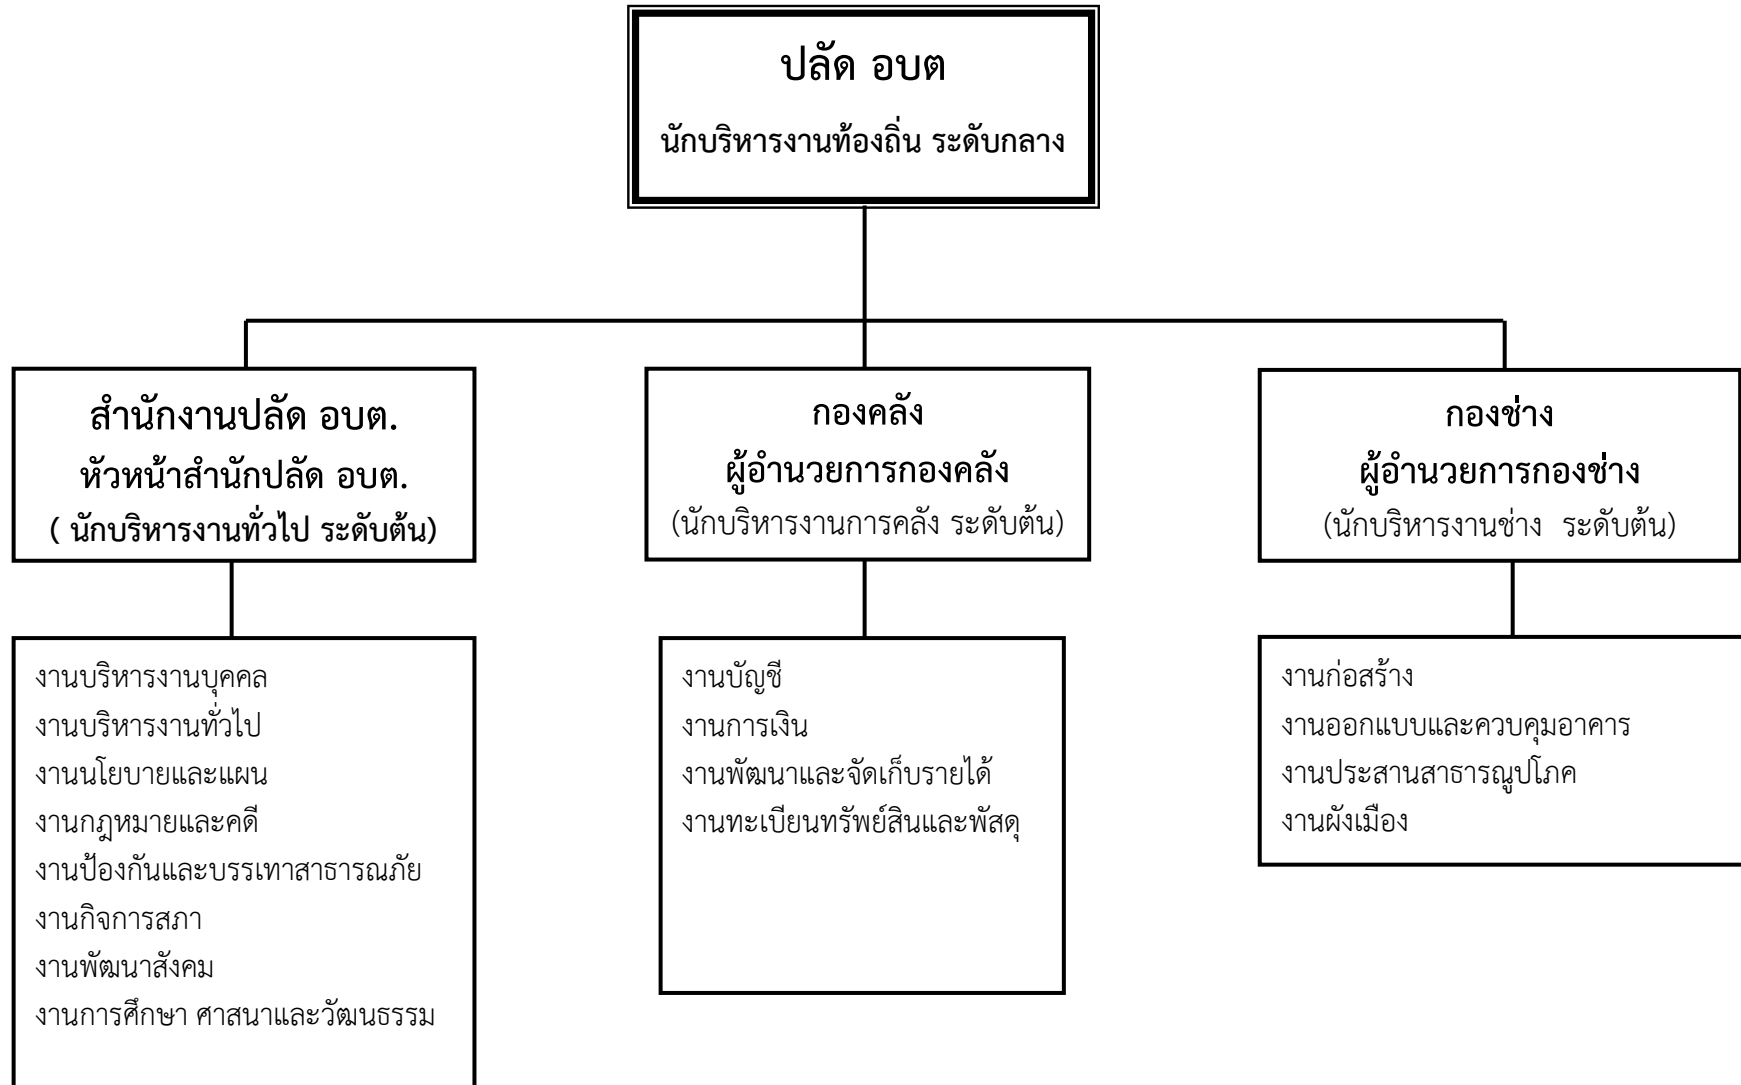 ปลัด อบต
นักบริหารงานท้องถิ่น ระดับกลาง
สำนักงานปลัด อบต.
หัวหน้าสำนักปลัด อบต.
( นักบริหารงานทั่วไป ระดับต้น)
กองคลัง
ผู้อำนวยการกองคลัง
(นักบริหารงานการคลัง ระดับต้น)
กองช่าง
ผู้อำนวยการกองช่าง
(นักบริหารงานช่าง ระดับต้น)
งานบริหารงานบุคคล
งานบริหารงานทั่วไป
งานนโยบายและแผน
งานกฎหมายและคดี
งานป้องกันและบรรเทาสาธารณภัย
งานกิจการสภา
งานพัฒนาสังคม
งานการศึกษา ศาสนาและวัฒนธรรม
งานบัญชี
งานการเงิน
งานพัฒนาและจัดเก็บรายได้
งานทะเบียนทรัพย์สินและพัสดุ
งานก่อสร้าง
งานออกแบบและควบคุมอาคาร
งานประสานสาธารณูปโภค
งานผังเมือง